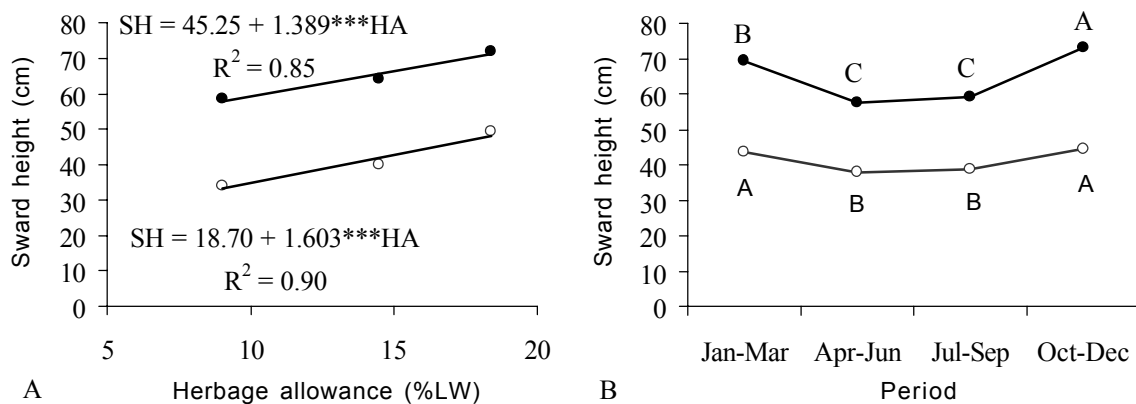 Sward height (cm)
80
70
60
50
40
30
20
10
0
SH = 45.25 + 1.389***HA
R² = 0.85
SH = 18.70 + 1.603***HA
R² = 0.90
5 10 15 20
A
Herbage allowance (%LW)
Sward height (cm)
80
70
60
50
40
30
20
10
0
B C C A
A B B A
Jan-Mar Apr-Jun Jul-Sep Oct-Dec
B
Period